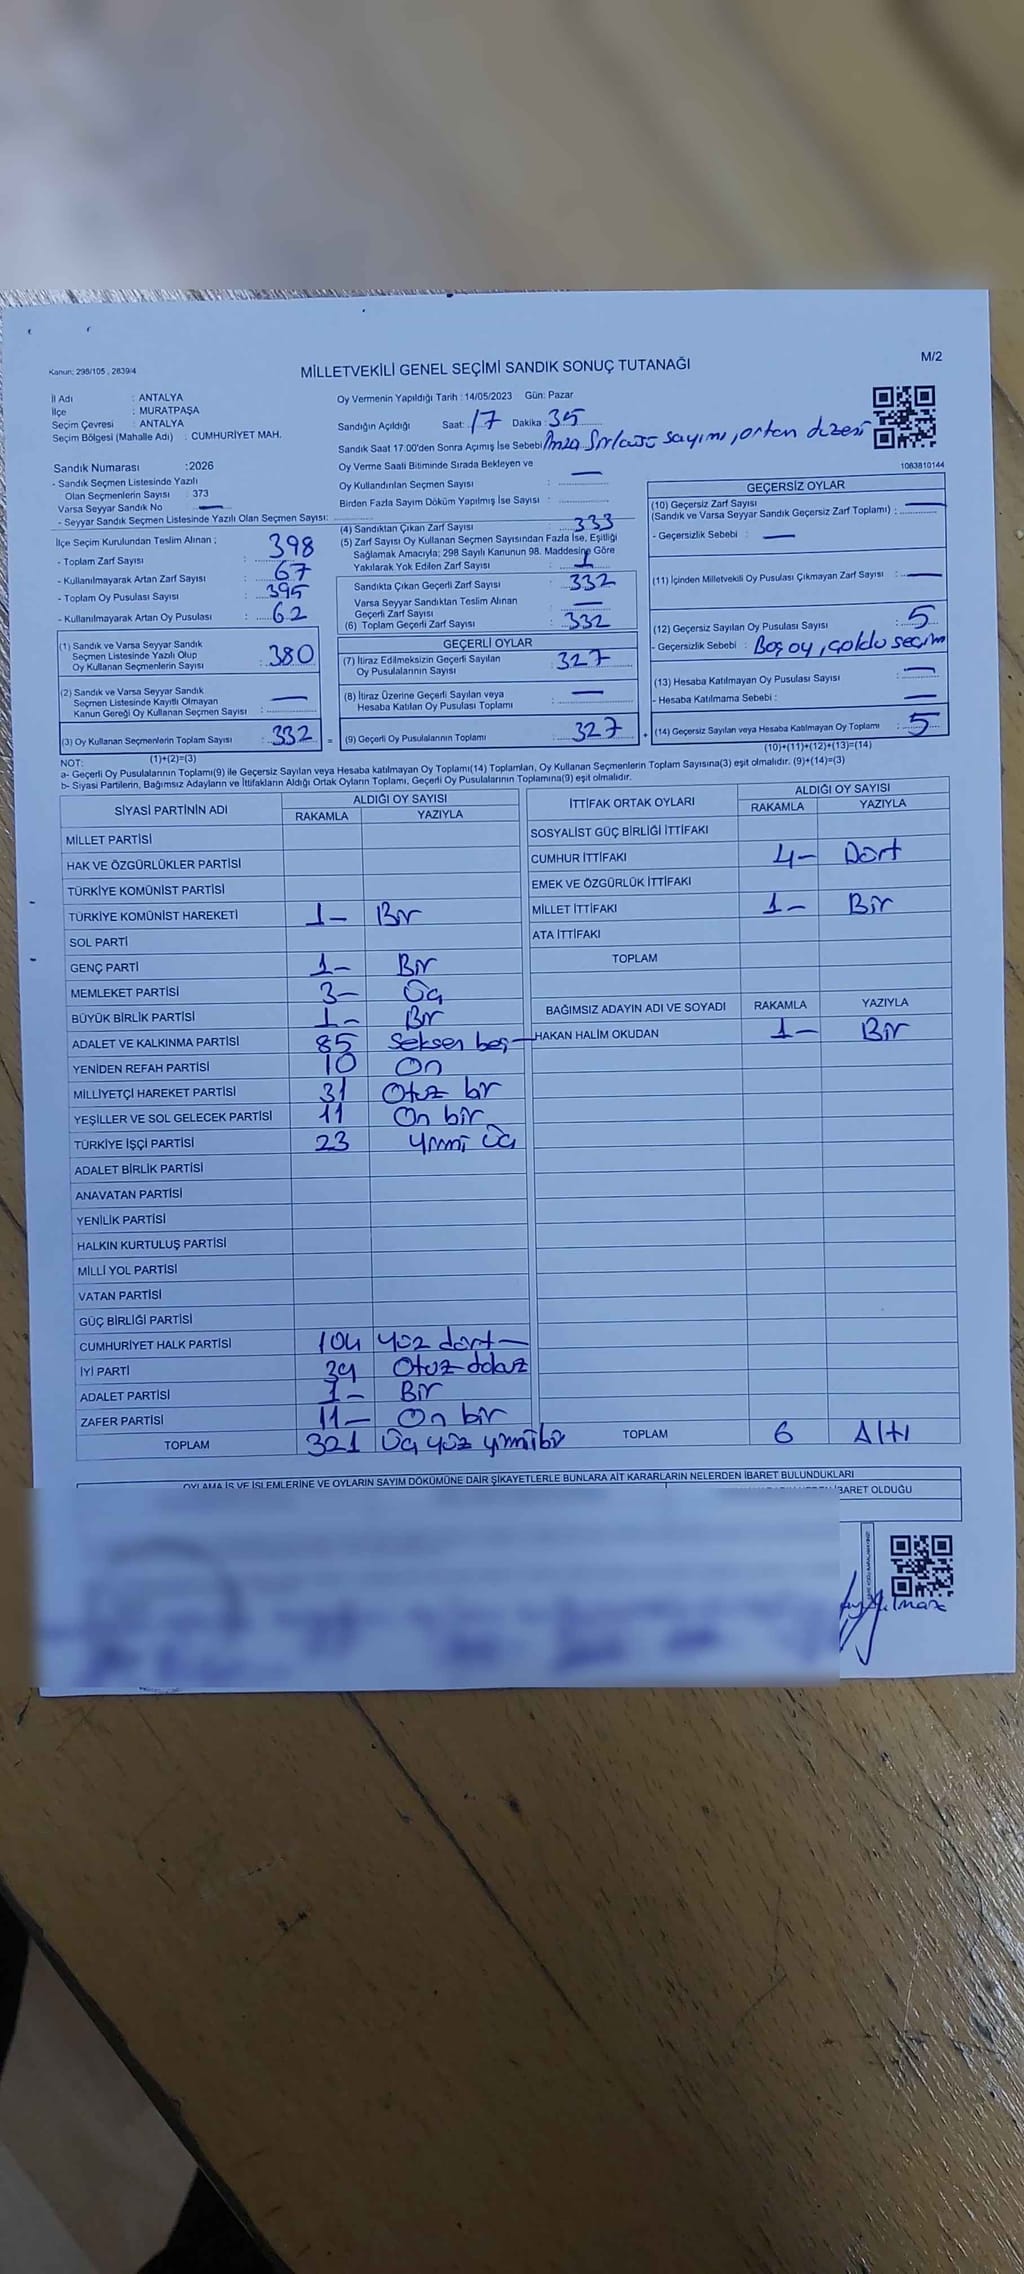 Kanun: 298/105 , 2839/4
MİLLETVEKİLİ GENEL SEÇİMİ SANDIK SONUÇ TUTANAĞI
M/2
İl Adı : ANTALYA
İlçe : MURATPAŞA
Seçim Çevresi : ANTALYA
Seçim Bölgesi (Mahalle Adı) : CUMHURİYET MAH.
Oy Vermenin Yapıldığı Tarih : 14/05/2023 Gün: Pazar
Sandığın Açıldığı Saat: 17 Dakika : 35
Sandık Saat 17:00'den Sonra Açımış İse Sebebi İmza sayımı, ortam düzeni
1083810144
Sandık Numarası :2026
- Sandık Seçmen Listesinde Yazılı
Olan Seçmenlerin Sayısı : 373
Varsa Seyyar Sandık No —
- Seyyar Sandık Seçmen Listesinde Yazılı Olan Seçmen Sayısı:
Oy Verme Saati Bitiminde Sırada Bekleyen ve
Oy Kullandırılan Seçmen Sayısı : —
Birden Fazla Sayım Döküm Yapılmış İse Sayısı :
İlçe Seçim Kurulundan Teslim Alınan ;
- Toplam Zarf Sayısı : 398
- Kullanılmayarak Artan Zarf Sayısı : 67
- Toplam Oy Pusulası Sayısı : 395
- Kullanılmayarak Artan Oy Pusulası : 62
(1) Sandık ve Varsa Seyyar Sandık
Seçmen Listesinde Yazılı Olup
Oy Kullanan Seçmenlerin Sayısı : 380
(2) Sandık ve Varsa Seyyar Sandık
Seçmen Listesinde Kayıtlı Olmayan
Kanun Gereği Oy Kullanan Seçmen Sayısı : —
(3) Oy Kullanan Seçmenlerin Toplam Sayısı : 332 =
(1)+(2)=(3)
(4) Sandıktan Çıkan Zarf Sayısı : 333
(5) Zarf Sayısı Oy Kullanan Seçmen Sayısından Fazla İse, Eşitliği
Sağlamak Amacıyla; 298 Sayılı Kanunun 98. Maddesine Göre
Yakılarak Yok Edilen Zarf Sayısı : 1
Sandıkta Çıkan Geçerli Zarf Sayısı : 332
Varsa Seyyar Sandıktan Teslim Alınan
Geçerli Zarf Sayısı : —
(6) Toplam Geçerli Zarf Sayısı : 332
GEÇERLİ OYLAR
(7) İtiraz Edilmeksizin Geçerli Sayılan
Oy Pusulalarının Sayısı : 327
(8) İtiraz Üzerine Geçerli Sayılan veya
Hesaba Katılan Oy Pusulası Toplamı : —
(9) Geçerli Oy Pusulalarının Toplamı : 327 +
GEÇERSİZ OYLAR
(10) Geçersiz Zarf Sayısı
(Sandık ve Varsa Seyyar Sandık Geçersiz Zarf Toplamı) : —
- Geçersizlik Sebebi : —
(11) İçinden Milletvekili Oy Pusulası Çıkmayan Zarf Sayısı : —
(12) Geçersiz Sayılan Oy Pusulası Sayısı : 5
- Geçersizlik Sebebi : Boş oy, çoklu seçim
(13) Hesaba Katılmayan Oy Pusulası Sayısı : —
- Hesaba Katılmama Sebebi : —
(14) Geçersiz Sayılan veya Hesaba Katılmayan Oy Toplamı : 5
(10)+(11)+(12)+(13)=(14)
NOT:
a- Geçerli Oy Pusulalarının Toplamı(9) ile Geçersiz Sayılan veya Hesaba katılmayan Oy Toplamı(14) Toplamları, Oy Kullanan Seçmenlerin Toplam Sayısına(3) eşit olmalıdır. (9)+(14)=(3)
b- Siyasi Partilerin, Bağımsız Adayların ve İttifakların Aldığı Ortak Oyların Toplamı, Geçerli Oy Pusulalarının Toplamına(9) eşit olmalıdır.
SİYASİ PARTİNİN ADI ALDIĞI OY SAYISI
RAKAMLA YAZIYLA
MİLLET PARTİSİ
HAK VE ÖZGÜRLÜKLER PARTİSİ
TÜRKİYE KOMÜNİST PARTİSİ
TÜRKİYE KOMÜNİST HAREKETİ 1- Bir
SOL PARTİ
GENÇ PARTİ 1- Bir
MEMLEKET PARTİSİ 3- Üç
BÜYÜK BİRLİK PARTİSİ 1- Bir
ADALET VE KALKINMA PARTİSİ 85 Seksen beş-
YENİDEN REFAH PARTİSİ 10 On
MİLLİYETÇİ HAREKET PARTİSİ 31 Otuz bir
YEŞİLLER VE SOL GELECEK PARTİSİ 11 On bir
TÜRKİYE İŞÇİ PARTİSİ 23 yirmi üç
ADALET BİRLİK PARTİSİ
ANAVATAN PARTİSİ
YENİLİK PARTİSİ
HALKIN KURTULUŞ PARTİSİ
MİLLİ YOL PARTİSİ
VATAN PARTİSİ
GÜÇ BİRLİĞİ PARTİSİ
CUMHURİYET HALK PARTİSİ 104 yüz dört-
İYİ PARTİ 39 Otuz dokuz
ADALET PARTİSİ 1- Bir
ZAFER PARTİSİ 11- On bir
TOPLAM 321 Üç yüz yirmi bir
İTTİFAK ORTAK OYLARI ALDIĞI OY SAYISI
RAKAMLA YAZIYLA
SOSYALİST GÜÇ BİRLİĞİ İTTİFAKI
CUMHUR İTTİFAKI 4- Dört
EMEK VE ÖZGÜRLÜK İTTİFAKI
MİLLET İTTİFAKI 1- Bir
ATA İTTİFAKI
TOPLAM
BAĞIMSIZ ADAYIN ADI VE SOYADI RAKAMLA YAZIYLA
HAKAN HALİM OKUDAN 1- Bir
TOPLAM 6 Altı
OYLAMA İŞ VE İŞLEMLERİNE VE OYLARIN SAYIM DÖKÜMÜNE DAİR ŞİKAYETLERLE BUNLARA AİT KARARLARIN NELERDEN İBARET BULUNDUKLARI
İBARET OLDUĞU